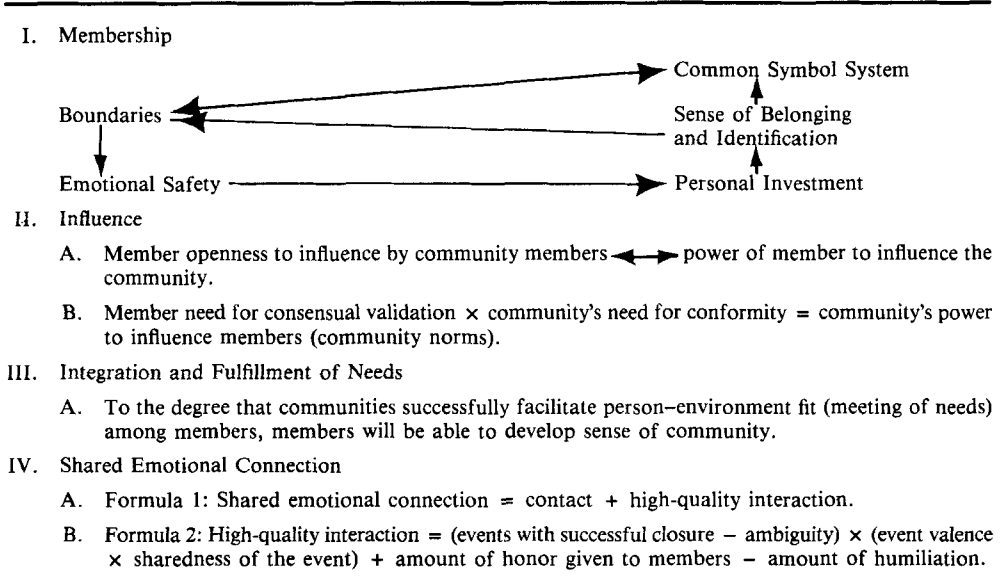 I. Membership
Common Symbol System
Boundaries
Sense of Belonging
and Identification
Emotional Safety
Personal Investment
II. Influence
A. Member openness to influence by community members power of member to influence the
community.
B. Member need for consensual validation × community's need for conformity = community's power
to influence members (community norms).
III. Integration and Fulfillment of Needs
A. To the degree that communities successfully facilitate person–environment fit (meeting of needs)
among members, members will be able to develop sense of community.
IV. Shared Emotional Connection
A. Formula 1: Shared emotional connection = contact + high-quality interaction.
B. Formula 2: High-quality interaction = (events with successful closure − ambiguity) × (event valence
× sharedness of the event) + amount of honor given to members − amount of humiliation.